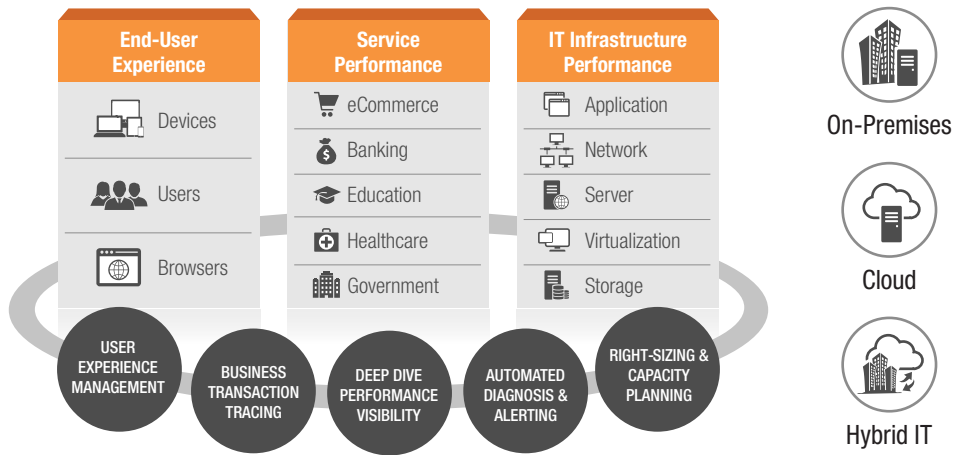 End-User
Experience
Devices
Users
Browsers
Service
Performance
eCommerce
Banking
Education
Healthcare
Government
IT Infrastructure
Performance
Application
Network
Server
Virtualization
Storage
USER
EXPERIENCE
MANAGEMENT
BUSINESS
TRANSACTION
TRACING
DEEP DIVE
PERFORMANCE
VISIBILITY
AUTOMATED
DIAGNOSIS &
ALERTING
RIGHT-SIZING &
CAPACITY
PLANNING
On-Premises
Cloud
Hybrid IT